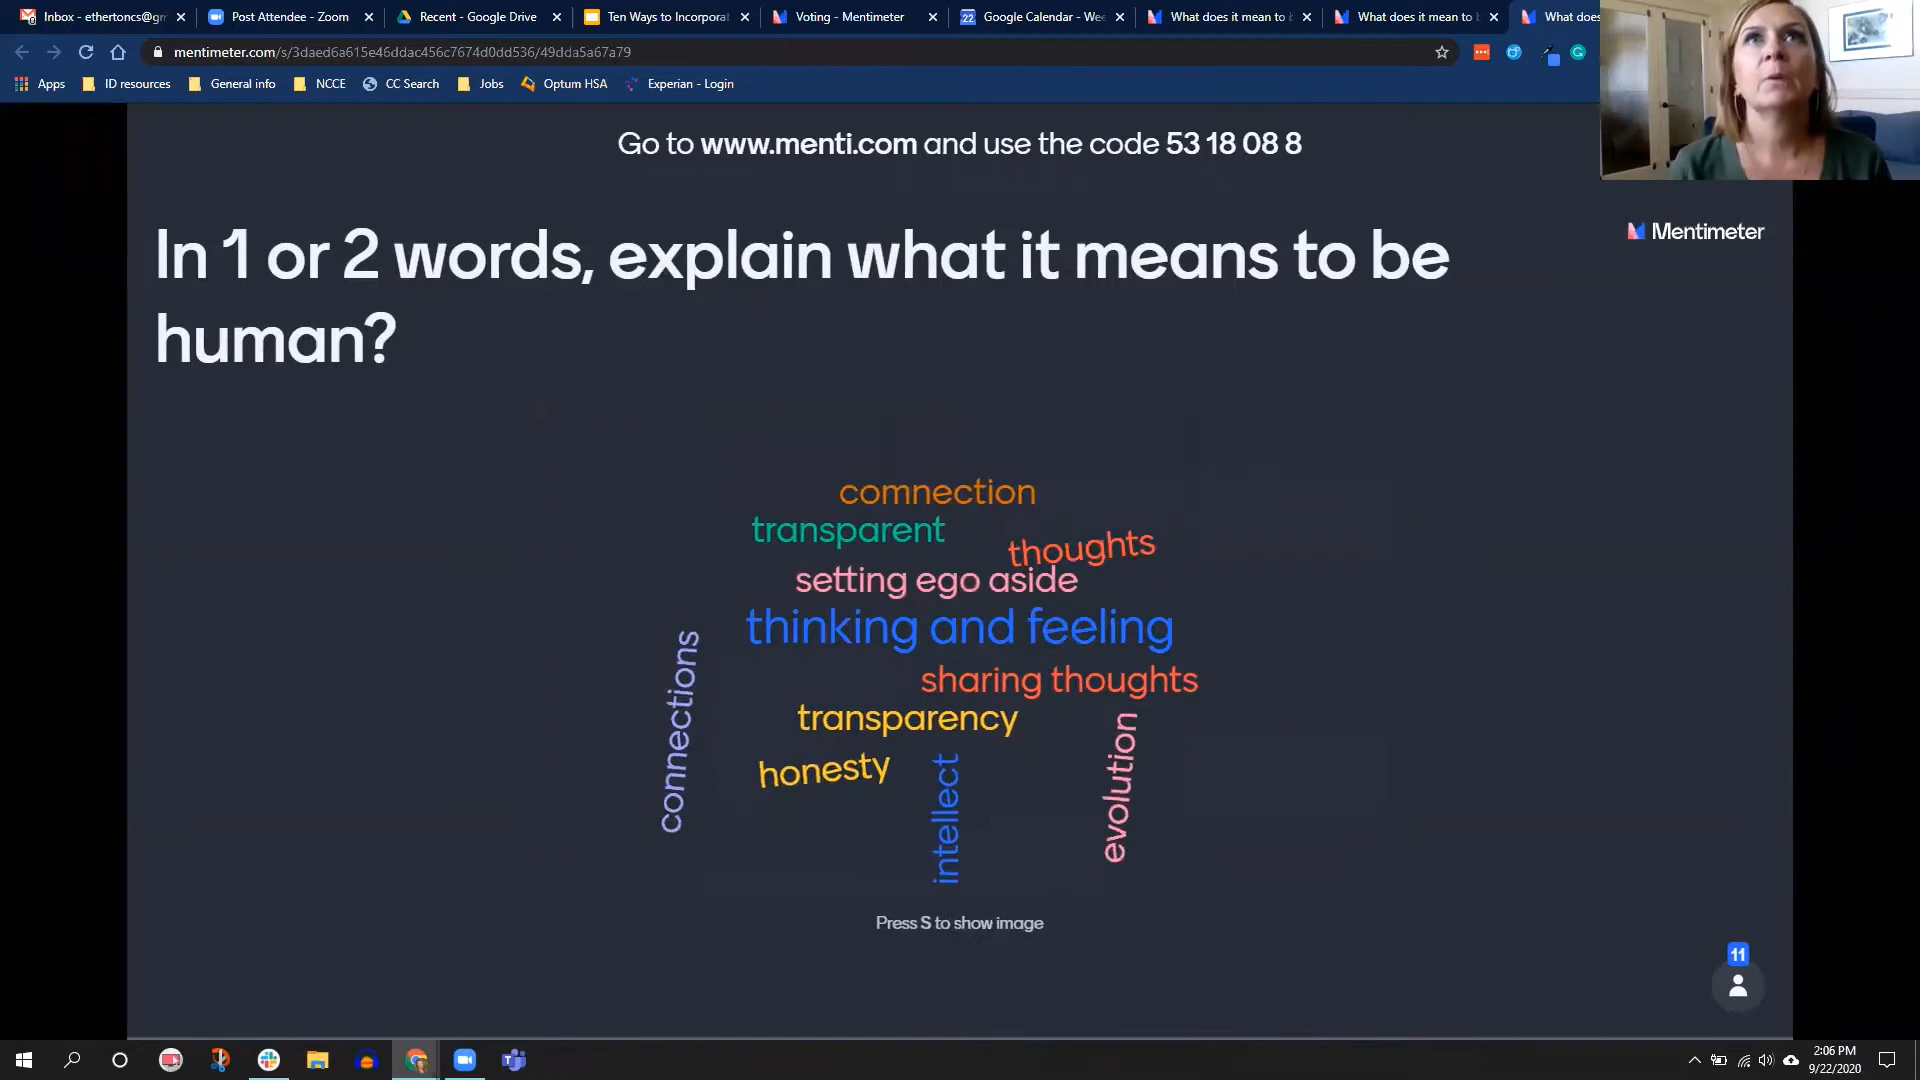 Inbox - ethertoncs@gr
Post Attendee - Zoom
Recent - Google Drive
Ten Ways to Incorporat
Voting - Mentimeter
22
Google Calendar - Wee
What does it mean to b
What does it mean to b
What does
mentimeter.com/s/3daed6a615e46ddac456c7674d0dd536/49dda5a67a79
Apps
ID resources
General info
NCCE
CC Search
Jobs
Optum HSA
Experian - Login
Go to www.menti.com and use the code 53 18 08 8
Mentimeter
In 1 or 2 words, explain what it means to be
human?
comnection
transparent
thoughts
setting ego aside
thinking and feeling
connections
sharing thoughts
transparency
evolution
honesty
intellect
Press S to show image
11
2:06 PM
9/22/2020